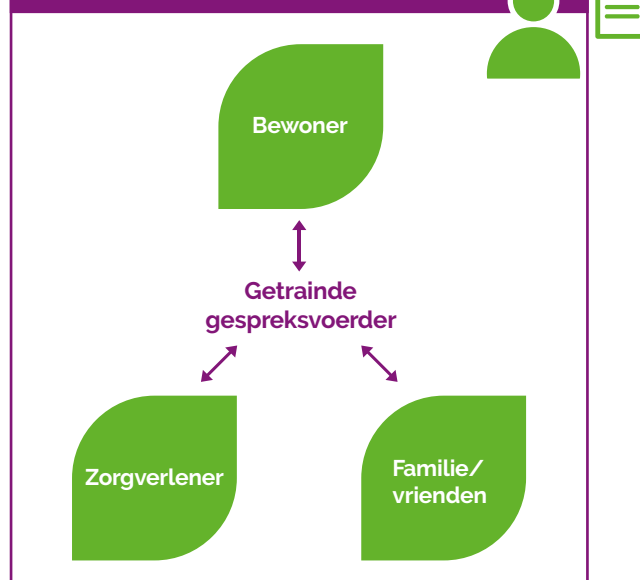 Bewoner
Getrainde
gespreksvoerder
Zorgverlener
Familie/
vrienden